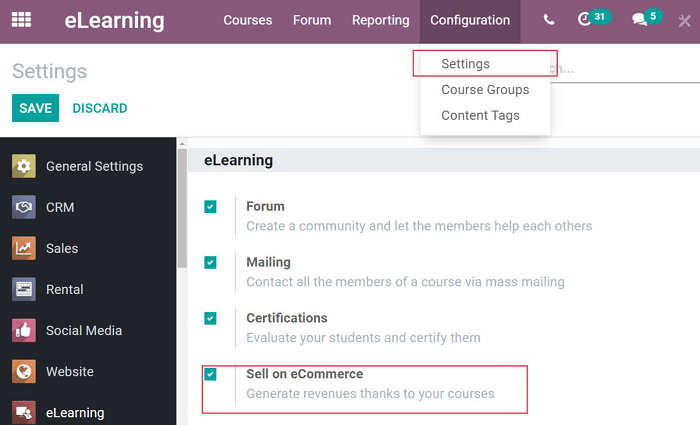 eLearning Courses Forum Reporting Configuration 31 5
Settings
Settings
ch...
Course Groups
SAVE DISCARD
Content Tags
General Settings
CRM
Sales
Rental
Social Media
Website
eLearning
eLearning
Forum
Create a community and let the members help each others
Mailing
Contact all the members of a course via mass mailing
Certifications
Evaluate your students and certify them
Sell on eCommerce
Generate revenues thanks to your courses